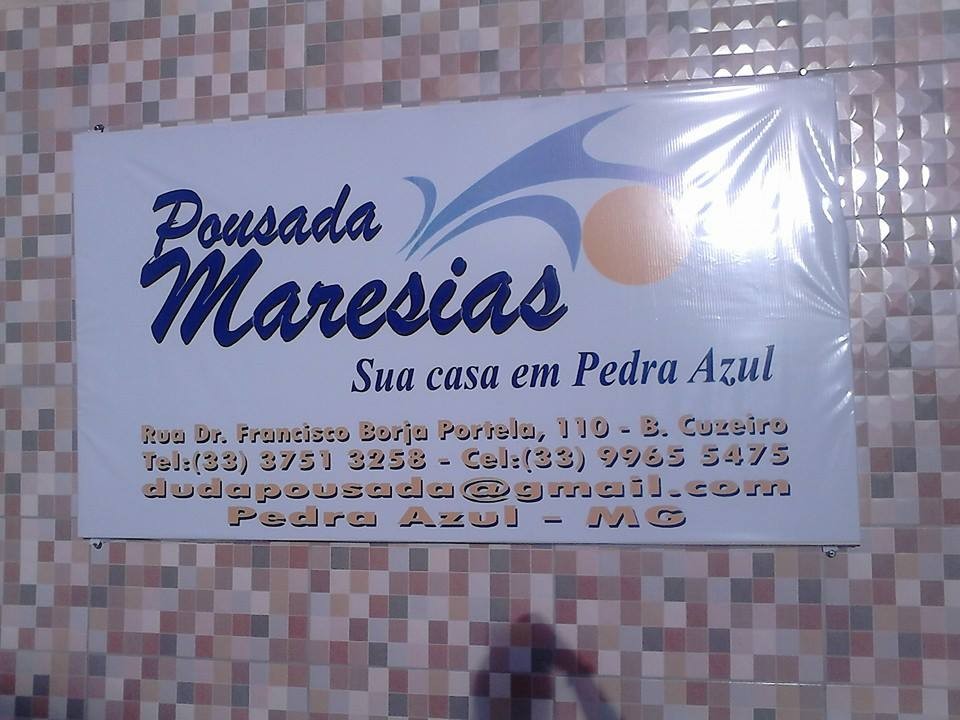 Pousada
Maresias
Sua casa em Pedra Azul
Rua Dr. Francisco Borja Portela, 110 - B. Cuzeiro
Tel:(33) 3751 3258 - Cel:(33) 9965 5475
dudapousada@gmail.com
Pedra Azul - MG